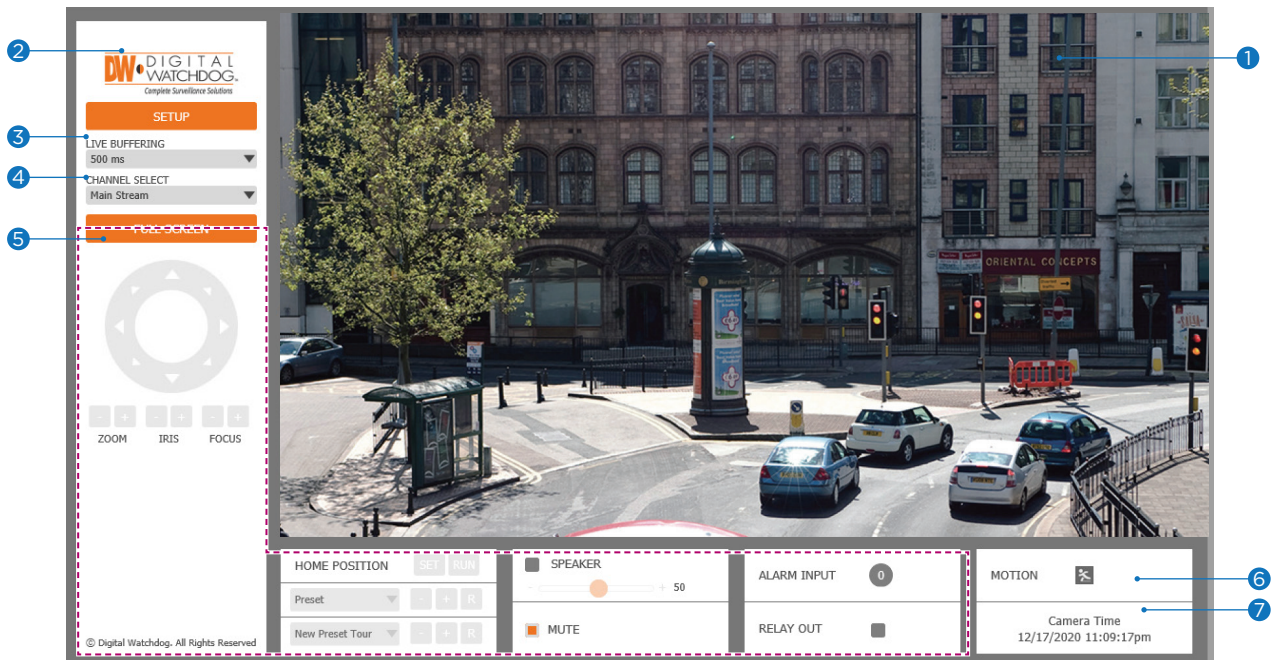 2
DW DIGITAL
WATCHDOG®
Complete Surveillance Solutions
SETUP
3
LIVE BUFFERING
500 ms
4
CHANNEL SELECT
Main Stream
5
FULL SCREEN
- + - + - +
ZOOM IRIS FOCUS
© Digital Watchdog. All Rights Reserved
1
ORIENTAL CONCEPTS
HOME POSITION SET RUN
Preset - + R
New Preset Tour - + R
SPEAKER
- + 50
MUTE
ALARM INPUT 0
RELAY OUT
MOTION
6
7
Camera Time
12/17/2020 11:09:17pm